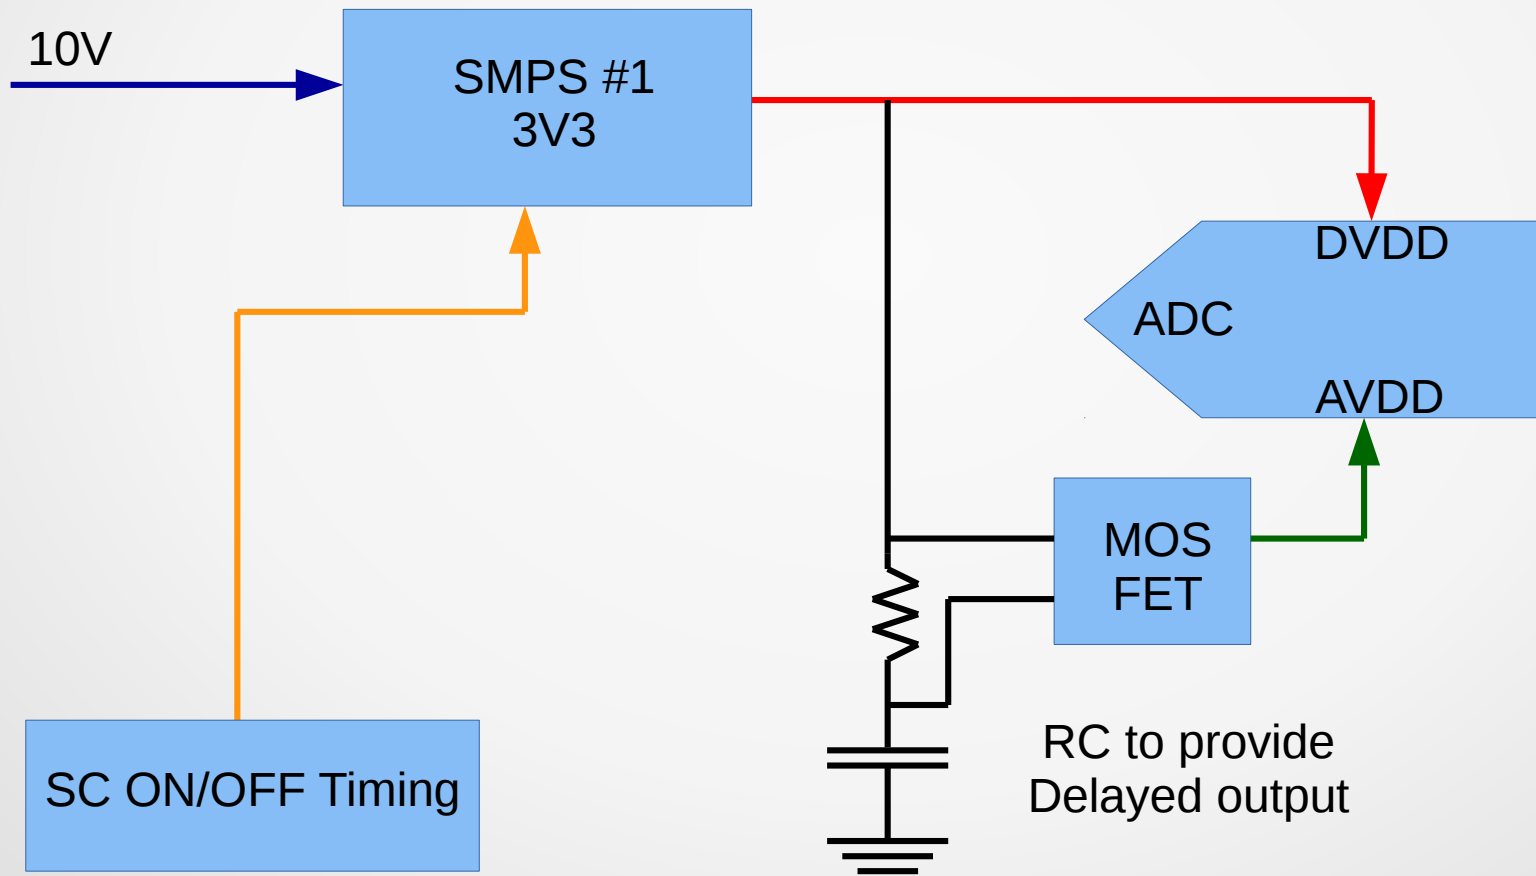 10V
SMPS #1
3V3
DVDD
ADC
AVDD
MOS
FET
RC to provide
Delayed output
SC ON/OFF Timing